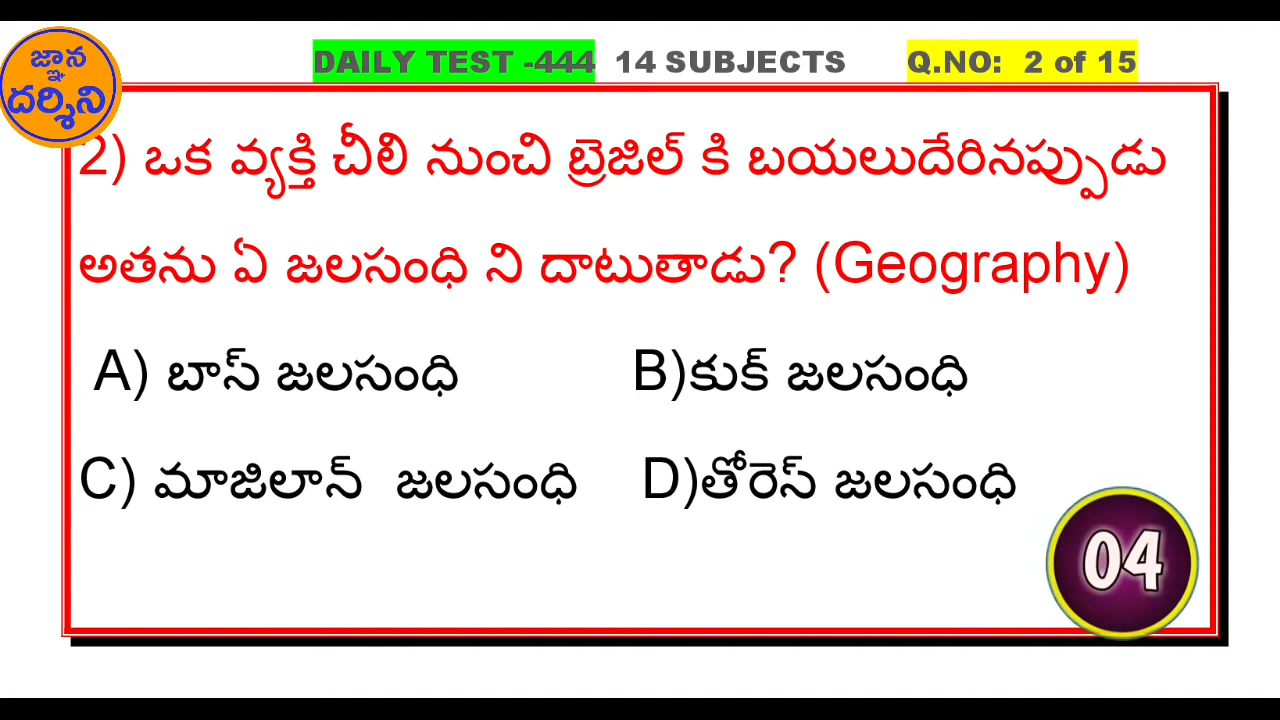 జ్ఞాన
దర్శిని
DAILY TEST -444 14 SUBJECTS Q.NO: 2 of 15
2) ఒక వ్యక్తి చీలి నుంచి బ్రెజిల్ కి బయలుదేరినప్పుడు
అతను ఏ జలసంధి ని దాటుతాడు? (Geography)
A) బాస్ జలసంధి B)కుక్ జలసంధి
C) మాజిలాన్ జలసంధి D)తోరెస్ జలసంధి
04